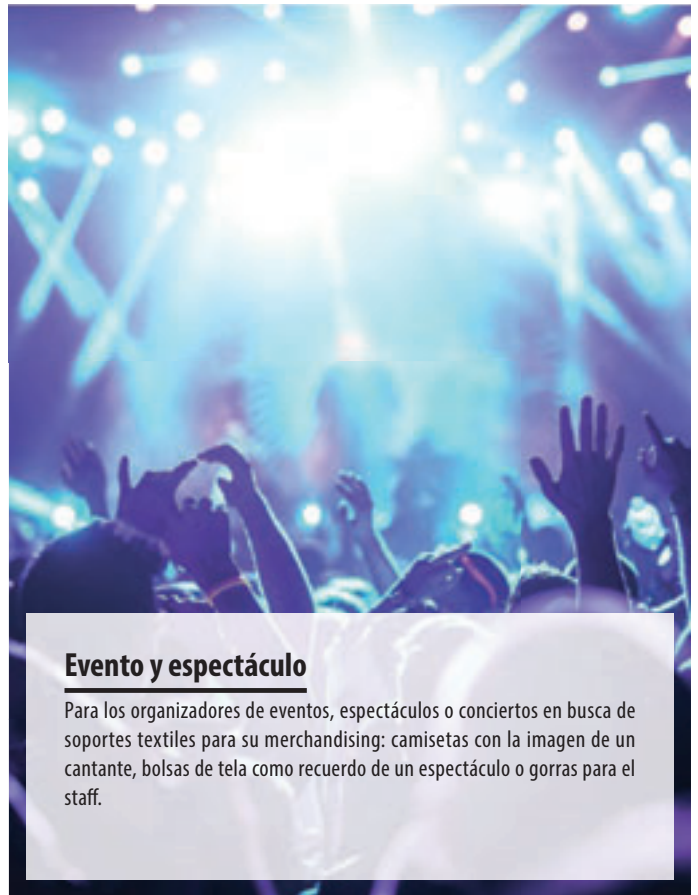 Evento y espectáculo
Para los organizadores de eventos, espectáculos o conciertos en busca de
soportes textiles para su merchandising: camisetas con la imagen de un
cantante, bolsas de tela como recuerdo de un espectáculo o gorras para el
staff.